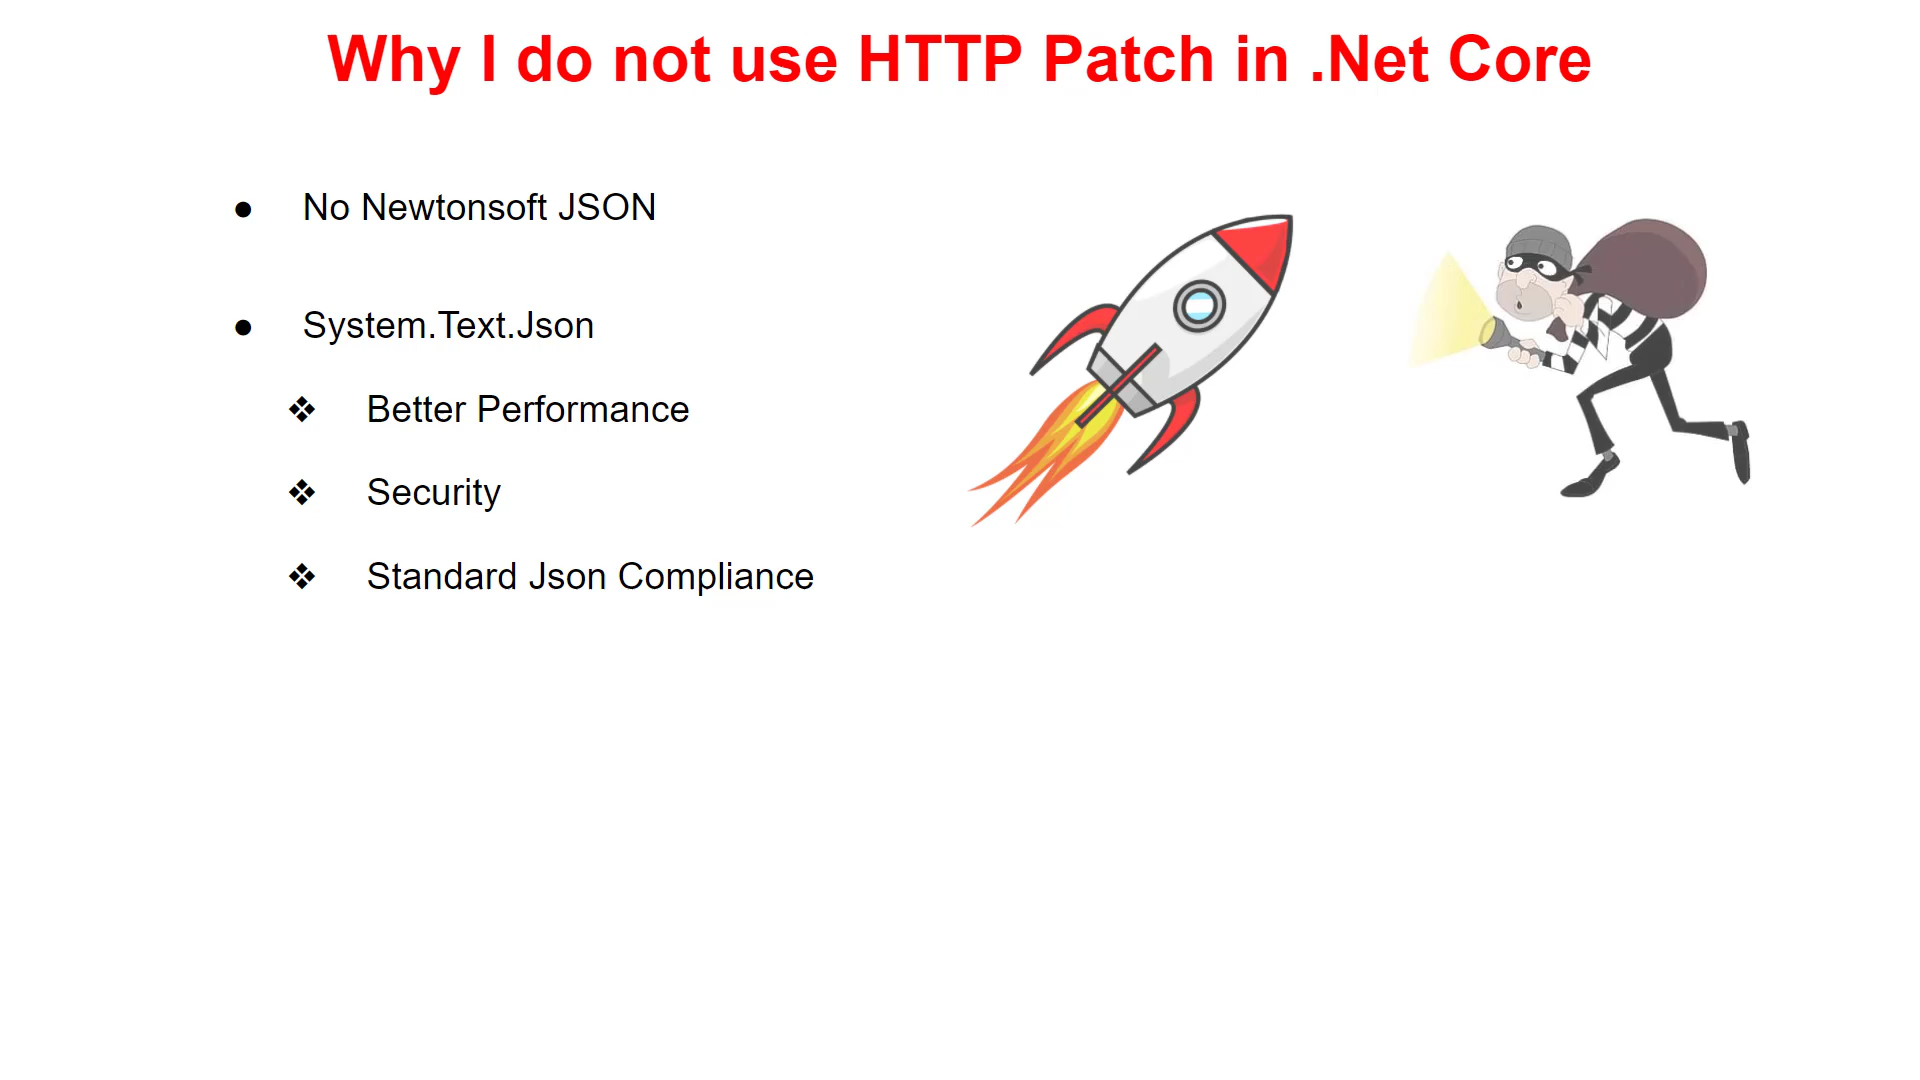 Why I do not use HTTP Patch in .Net Core
● No Newtonsoft JSON
● System.Text.Json
❖ Better Performance
❖ Security
❖ Standard Json Compliance